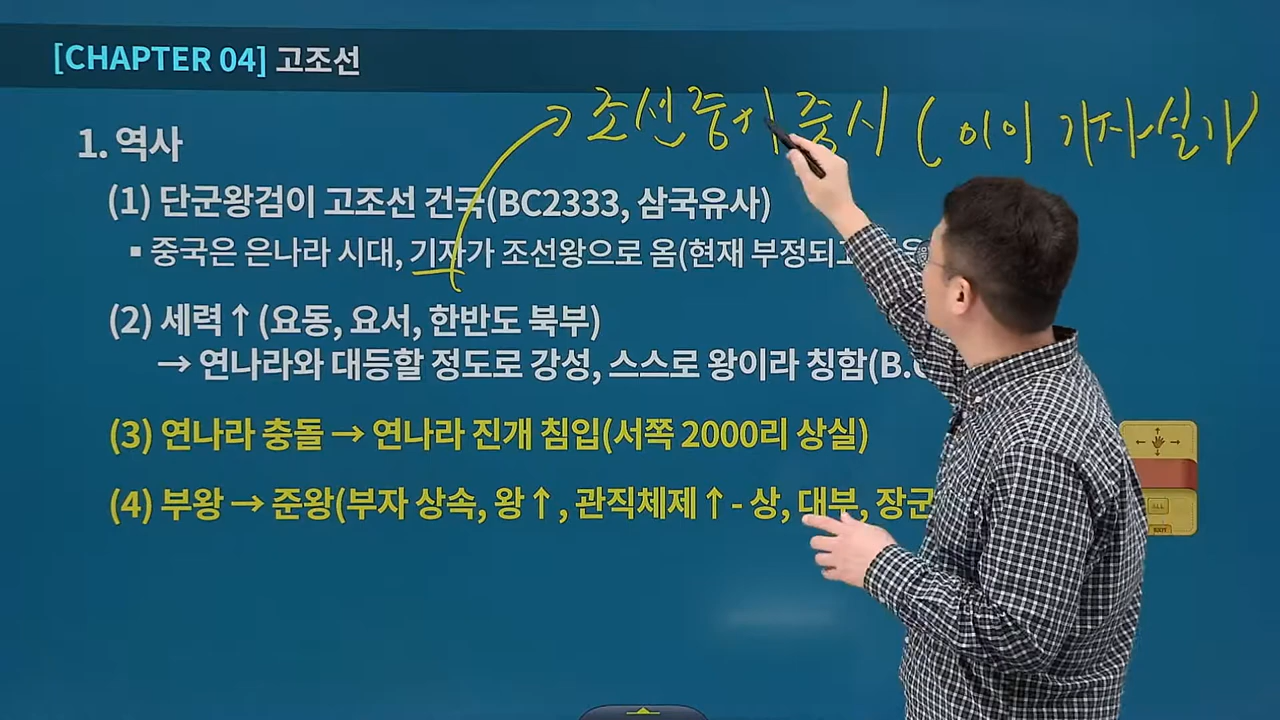 [CHAPTER 04] 고조선
조선중기 중시 (이이 기자실기)
1. 역사
(1) 단군왕검이 고조선 건국(BC2333, 삼국유사)
▪ 중국은 은나라 시대, 기자가 조선왕으로 옴(현재 부정되고
(2) 세력↑(요동, 요서, 한반도 북부)
→ 연나라와 대등할 정도로 강성, 스스로 왕이라 칭함(B.
(3) 연나라 충돌 → 연나라 진개 침입(서쪽 2000리 상실)
(4) 부왕 → 준왕(부자 상속, 왕↑, 관직체제↑ - 상, 대부, 장군